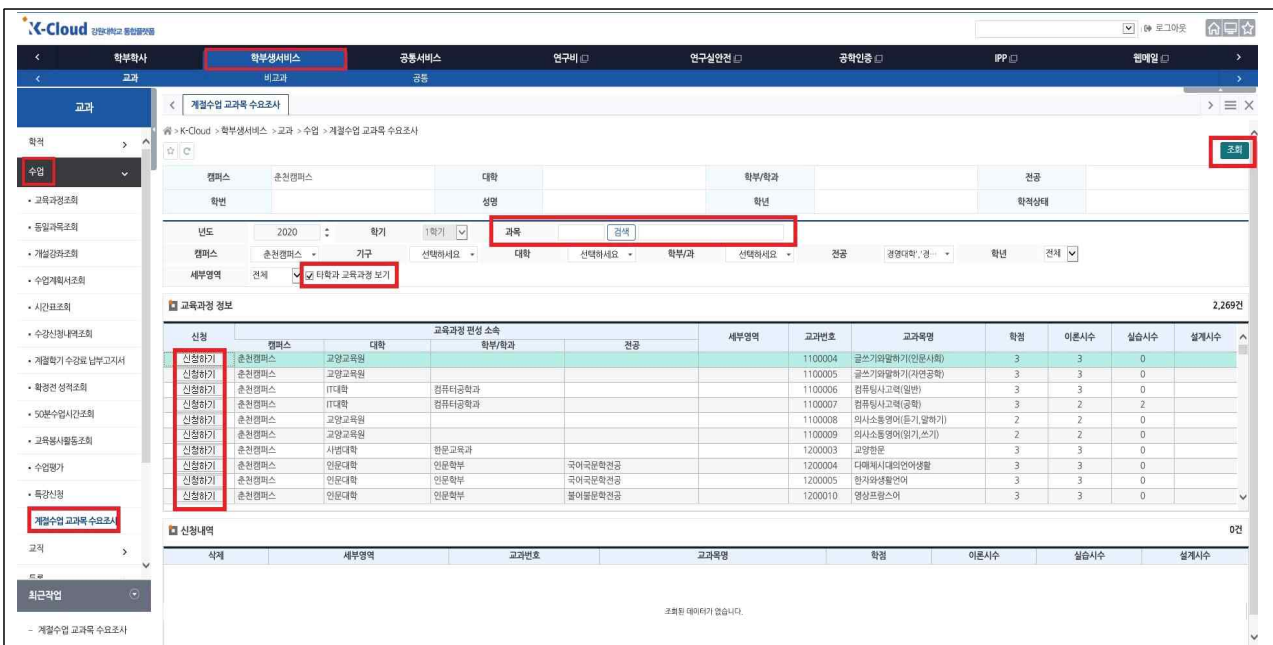 K-Cloud 강원대학교 통합플랫폼
로그아웃
학부학사 학부생서비스 공통서비스 연구비 연구실안전 공학인증 IPP 웹메일
교과 비교과 공통
교과
계절수업 교과목 수요조사
K-Cloud > 학부생서비스 > 교과 > 수업 > 계절수업 교과목 수요조사
조회
학적
수업
• 교육과정조회
• 동일과목조회
• 개설강좌조회
• 수업계획서조회
• 시간표조회
• 수강신청내역조회
• 계절학기 수강료 납부고지서
• 확정전 성적조회
• 50분수업시간조회
• 교육봉사활동조회
• 수업평가
• 특강신청
계절수업 교과목 수요조사
교직
최근작업
- 계절수업 교과목 수요조사
캠퍼스 춘천캠퍼스 대학 학부/학과 전공
학번 성명 학년 학적상태
년도 2020 학기 1학기 과목 검색
캠퍼스 춘천캠퍼스 기구 선택하세요 대학 선택하세요 학부/과 선택하세요 전공 경영대학','경··· 학년 전체
세부영역 전체 타학과 교육과정 보기
교육과정 정보 2,269건
신청 교육과정 편성 소속 세부영역 교과번호 교과목명 학점 이론시수 실습시수 설계시수
캠퍼스 대학 학부/학과 전공
신청하기 춘천캠퍼스 교양교육원 1100004 글쓰기와말하기(인문사회) 3 3 0
신청하기 춘천캠퍼스 교양교육원 1100005 글쓰기와말하기(자연공학) 3 3 0
신청하기 춘천캠퍼스 IT대학 컴퓨터공학과 1100006 컴퓨팅사고력(일반) 3 3 0
신청하기 춘천캠퍼스 IT대학 컴퓨터공학과 1100007 컴퓨팅사고력(공학) 3 2 2
신청하기 춘천캠퍼스 교양교육원 1100008 의사소통영어(듣기,말하기) 2 2 0
신청하기 춘천캠퍼스 교양교육원 1100009 의사소통영어(읽기,쓰기) 2 2 0
신청하기 춘천캠퍼스 사범대학 한문교육과 1200003 교양한문 3 3 0
신청하기 춘천캠퍼스 인문대학 인문학부 국어국문학전공 1200004 다매체시대의언어생활 3 3 0
신청하기 춘천캠퍼스 인문대학 인문학부 국어국문학전공 1200005 한자와생활언어 3 3 0
신청하기 춘천캠퍼스 인문대학 인문학부 불어불문학전공 1200010 영상프랑스어 3 3 0
신청내역 0건
삭제 세부영역 교과번호 교과목명 학점 이론시수 실습시수 설계시수
조회된 데이터가 없습니다.